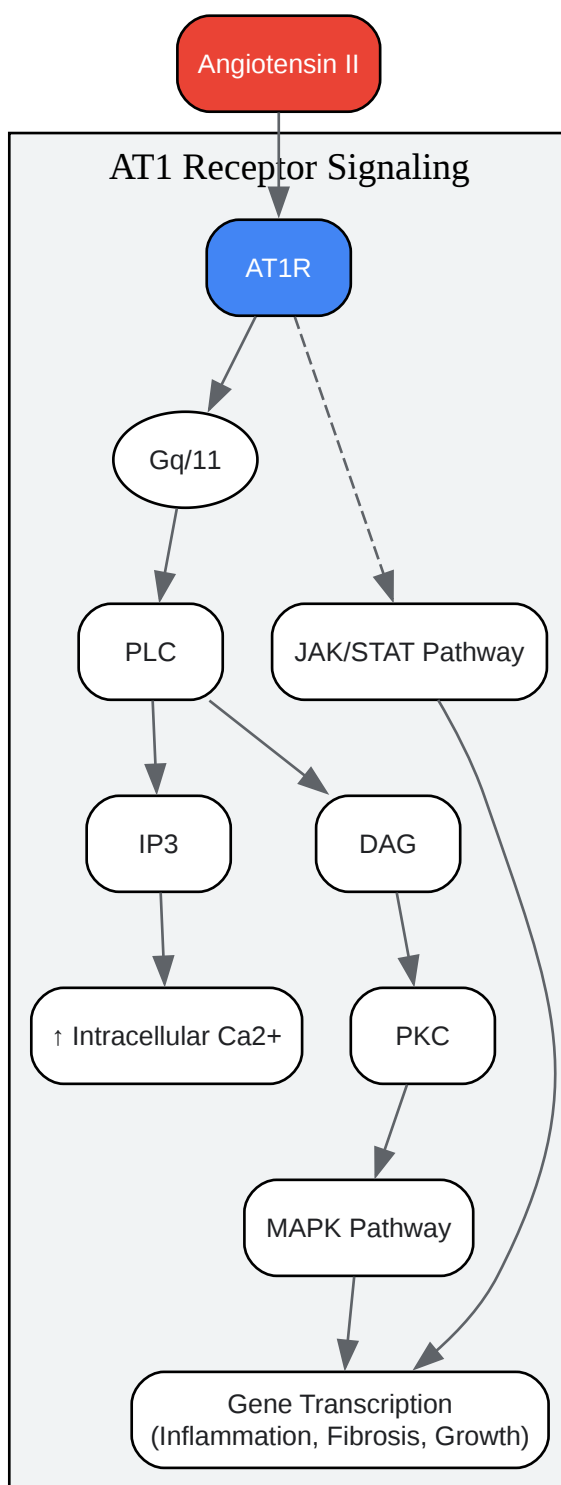 Angiotensin II
AT1 Receptor Signaling
AT1R
Gq/11
PLC
JAK/STAT Pathway
IP3
DAG
↑ Intracellular Ca2+
PKC
MAPK Pathway
Gene Transcription
(Inflammation, Fibrosis, Growth)